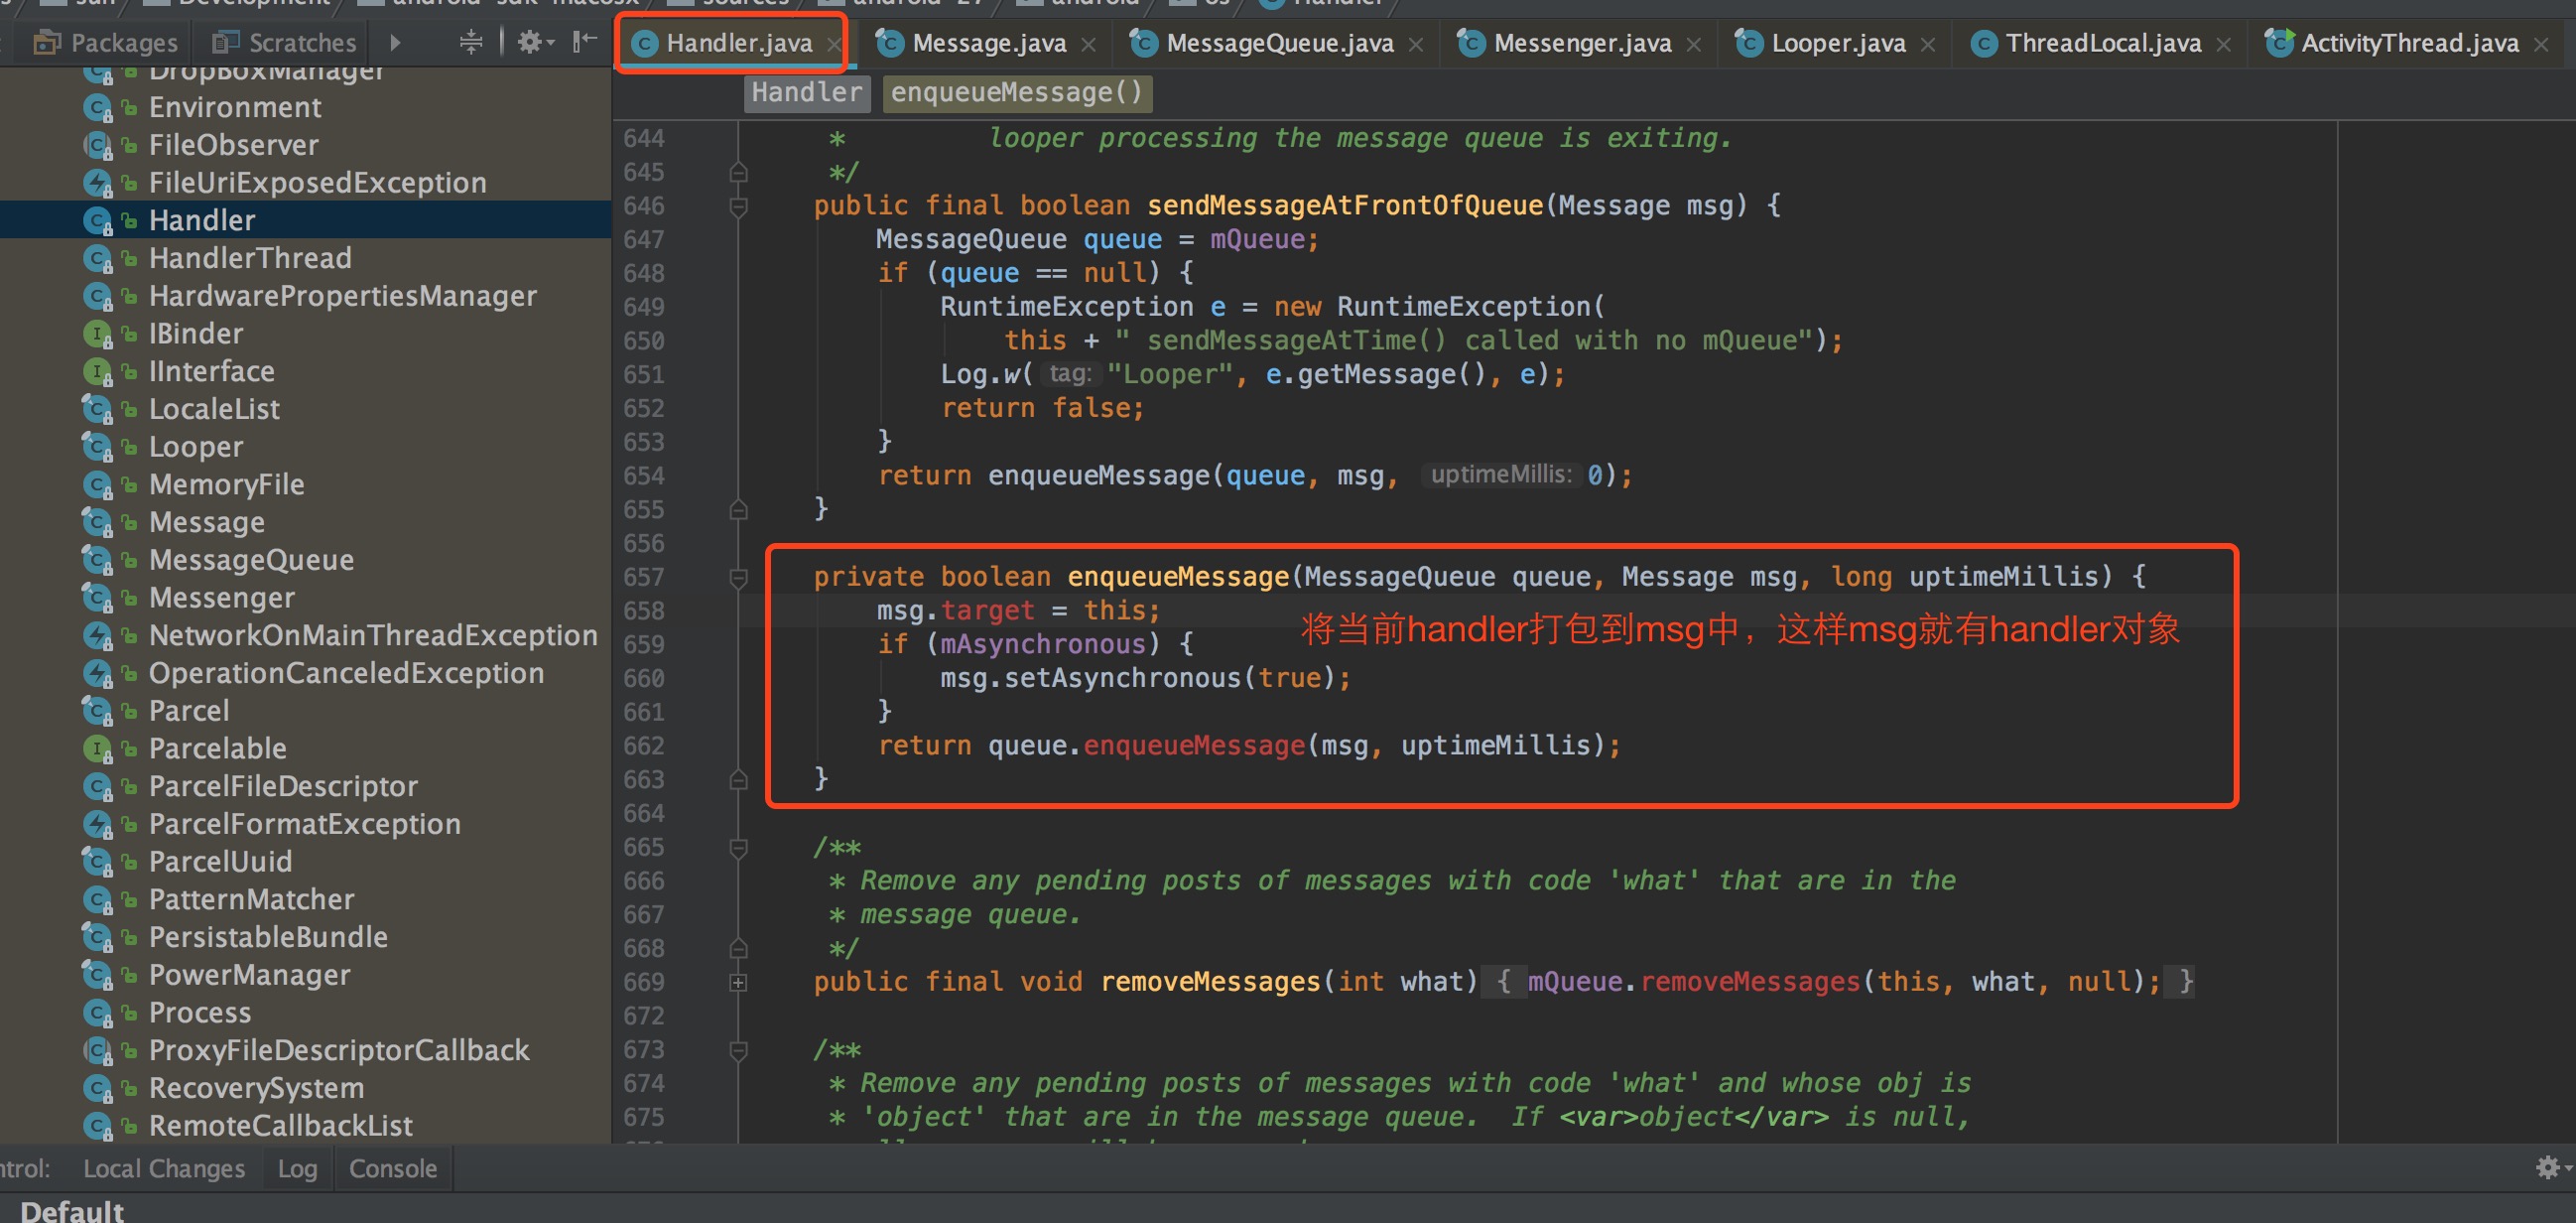 Packages Scratches Handler.java Message.java MessageQueue.java Messenger.java Looper.java ThreadLocal.java ActivityThread.java
Handler enqueueMessage()
DropBoxManager
Environment
FileObserver
FileUriExposedException
Handler
HandlerThread
HardwarePropertiesManager
IBinder
IInterface
LocaleList
Looper
MemoryFile
Message
MessageQueue
Messenger
NetworkOnMainThreadException
OperationCanceledException
Parcel
Parcelable
ParcelFileDescriptor
ParcelFormatException
ParcelUuid
PatternMatcher
PersistableBundle
PowerManager
Process
ProxyFileDescriptorCallback
RecoverySystem
RemoteCallbackList
644 * looper processing the message queue is exiting.
645 */
646 public final boolean sendMessageAtFrontOfQueue(Message msg) {
647 MessageQueue queue = mQueue;
648 if (queue == null) {
649 RuntimeException e = new RuntimeException(
650 this + " sendMessageAtTime() called with no mQueue");
651 Log.w( tag: "Looper", e.getMessage(), e);
652 return false;
653 }
654 return enqueueMessage(queue, msg, uptimeMillis: 0);
655 }
656
657 private boolean enqueueMessage(MessageQueue queue, Message msg, long uptimeMillis) {
658 msg.target = this;
将当前handler打包到msg中，这样msg就有handler对象
659 if (mAsynchronous) {
660 msg.setAsynchronous(true);
661 }
662 return queue.enqueueMessage(msg, uptimeMillis);
663 }
664
665 /**
666 * Remove any pending posts of messages with code 'what' that are in the
667 * message queue.
668 */
669 public final void removeMessages(int what) { mQueue.removeMessages(this, what, null); }
672
673 /**
674 * Remove any pending posts of messages with code 'what' and whose obj is
675 * 'object' that are in the message queue. If <var>object</var> is null,
Local Changes Log Console
Default